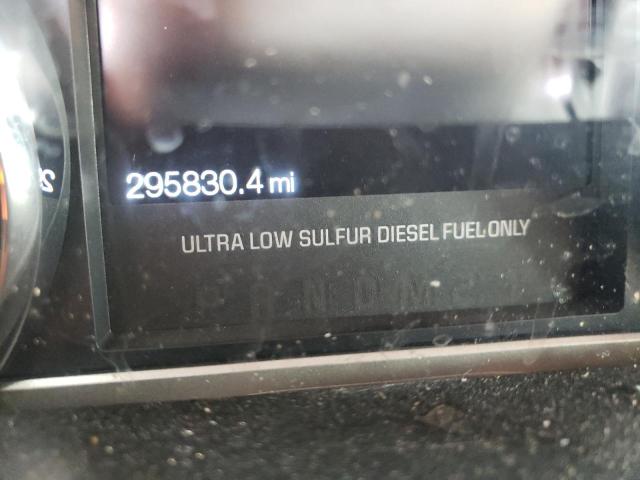 295830.4 mi
ULTRA LOW SULFUR DIESEL FUEL ONLY
P R N D M